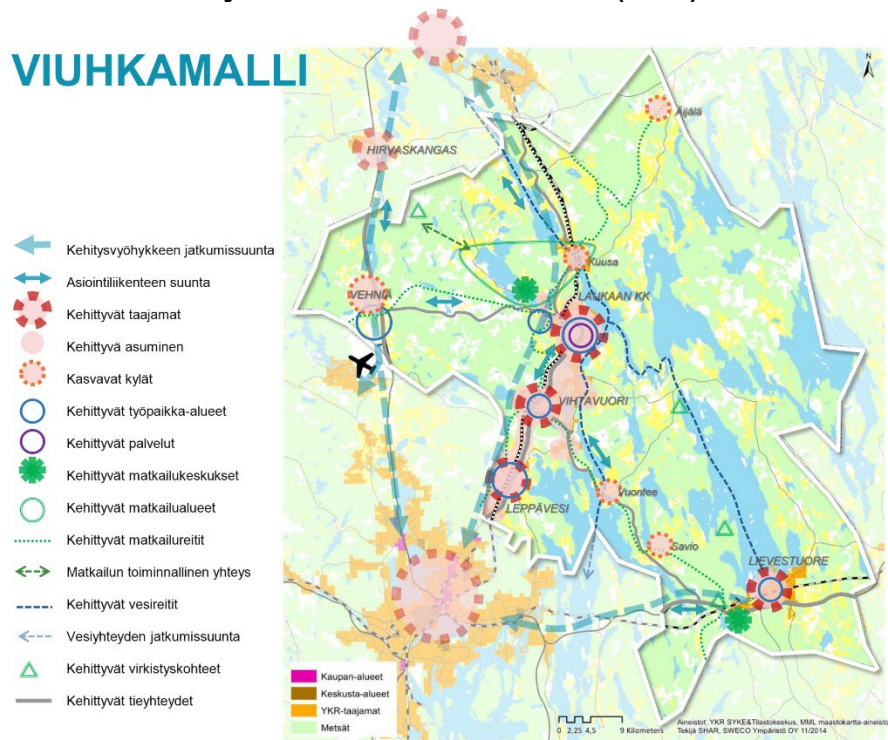 VIUHKAMALLI
Kehitysvyöhykkeen jatkumissuunta
Asiointiliikenteen suunta
Kehittyvät taajamat
Kehittyvä asuminen
Kasvavat kylät
Kehittyvät työpaikka-alueet
Kehittyvät palvelut
Kehittyvät matkailukeskukset
Kehittyvät matkailualueet
Kehittyvät matkailureitit
Matkailun toiminnallinen yhteys
Kehittyvät vesireitit
Vesiyhteyden jatkumissuunta
Kehittyvät virkistyskohteet
Kehittyvät tieyhteydet
N
Äijälä
HIRVASKANGAS
Kuusa
VEHNIÄ
LAUKAAN KK
VIHTAVUORI
LEPPÄVESI
Vuontee
Savio
LIEVESTUORE
Kaupan-alueet
Keskusta-alueet
YKR-taajamat
Metsät
0 2,25 4,5 9 Kilometers
Aineistot: YKR SYKE&Tilastokeskus, MML maastokartta-aineisto
Tekijä SHAR, SWECO Ympäristö OY 11/2014